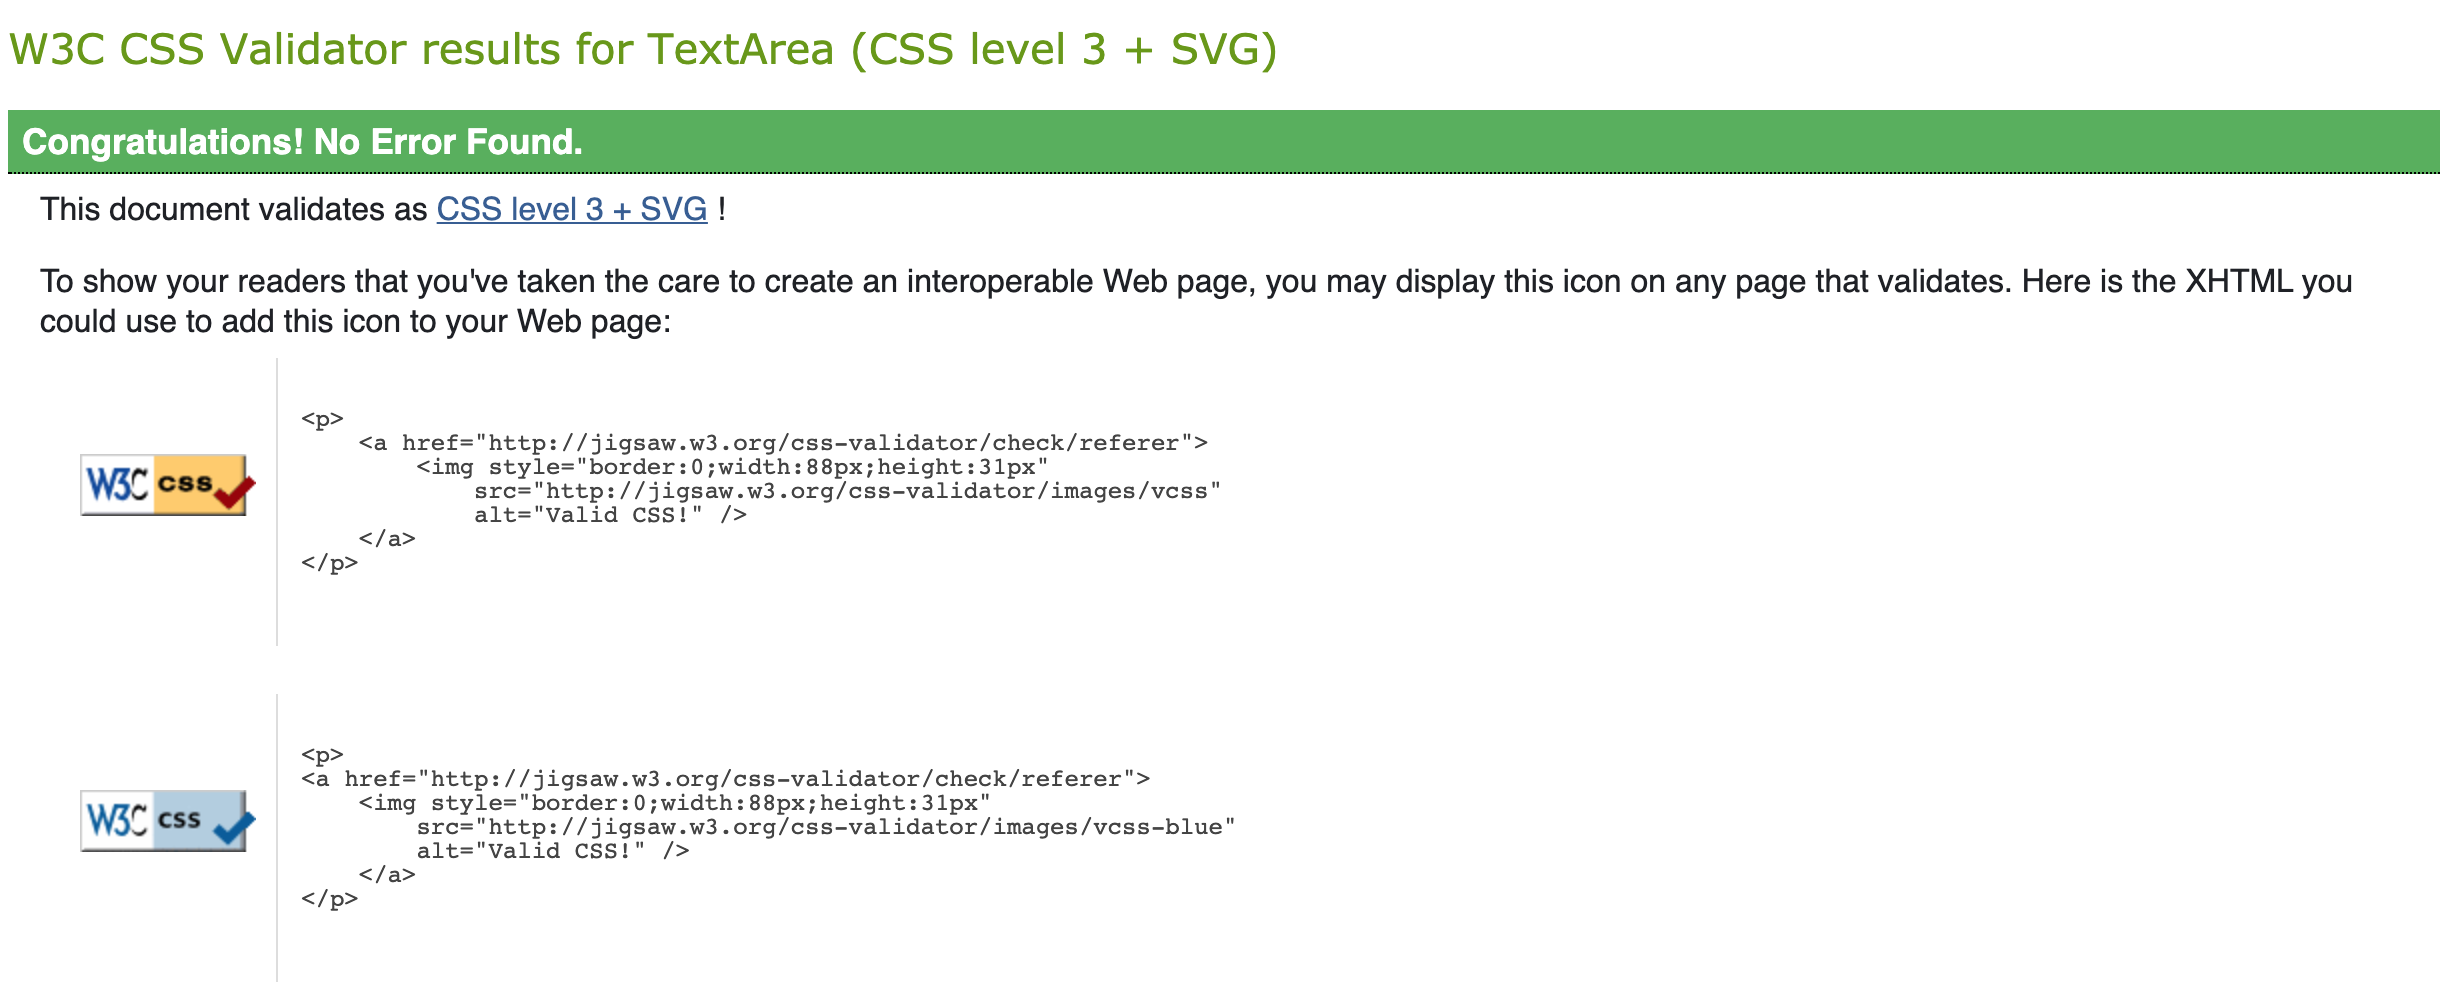 W3C CSS Validator results for TextArea (CSS level 3 + SVG)
Congratulations! No Error Found.
This document validates as CSS level 3 + SVG !
To show your readers that you've taken the care to create an interoperable Web page, you may display this icon on any page that validates. Here is the XHTML you
could use to add this icon to your Web page:
<p>
    <a href="http://jigsaw.w3.org/css-validator/check/referer">
        <img style="border:0;width:88px;height:31px"
            src="http://jigsaw.w3.org/css-validator/images/vcss"
            alt="Valid CSS!" />
    </a>
</p>
W3C css
<p>
<a href="http://jigsaw.w3.org/css-validator/check/referer">
    <img style="border:0;width:88px;height:31px"
        src="http://jigsaw.w3.org/css-validator/images/vcss-blue"
        alt="Valid CSS!" />
    </a>
</p>
W3C css